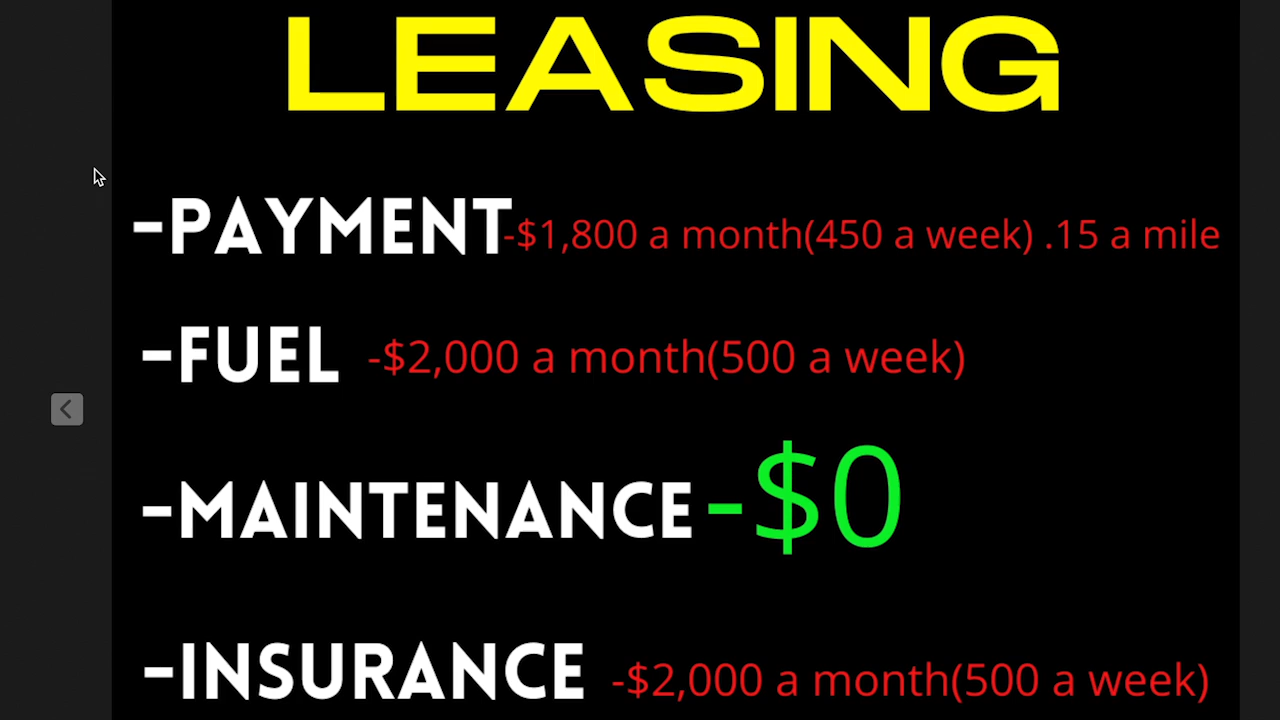 LEASING
-PAYMENT -$1,800 a month(450 a week) .15 a mile
-FUEL -$2,000 a month(500 a week)
-MAINTENANCE -$0
-INSURANCE -$2,000 a month(500 a week)